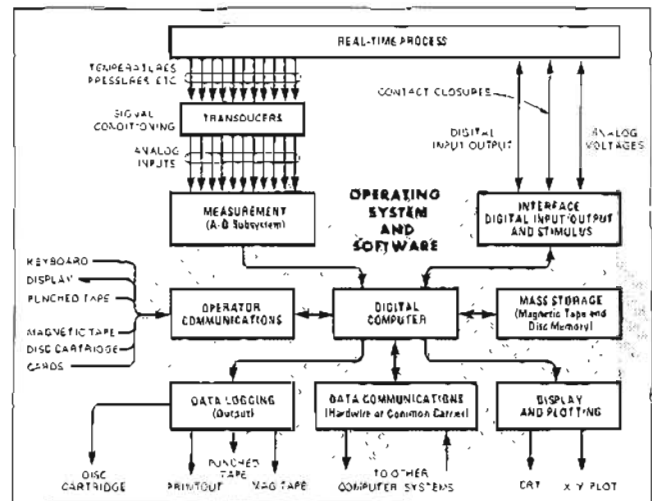 REAL-TIME PROCESS
TEMPERATURES
PRESSURES ETC.
CONTACT CLOSURES
SIGNAL
CONDITIONING
TRANSDUCERS
DIGITAL
INPUT OUTPUT
ANALOG
VOLTAGES
ANALOG
INPUTS
MEASUREMENT
(A-D Subsystem)
OPERATING
SYSTEM
AND
SOFTWARE
INTERFACE
DIGITAL INPUT/OUTPUT
AND STIMULUS
KEYBOARD
DISPLAY
PUNCHED TAPE
MAGNETIC TAPE
DISC CARTRIDGE
CARDS
OPERATOR
COMMUNICATIONS
DIGITAL
COMPUTER
MASS STORAGE
(Magnetic Tape and
Disc Memory)
DATA LOGGING
(Output)
DATA COMMUNICATIONS
(Hardwire or Common Carrier)
DISPLAY
AND PLOTTING
DISC
CARTRIDGE
PRINTOUT
PUNCHED
TAPE
MAG TAPE
TO OTHER
COMPUTER SYSTEMS
CRT
X-Y PLOT